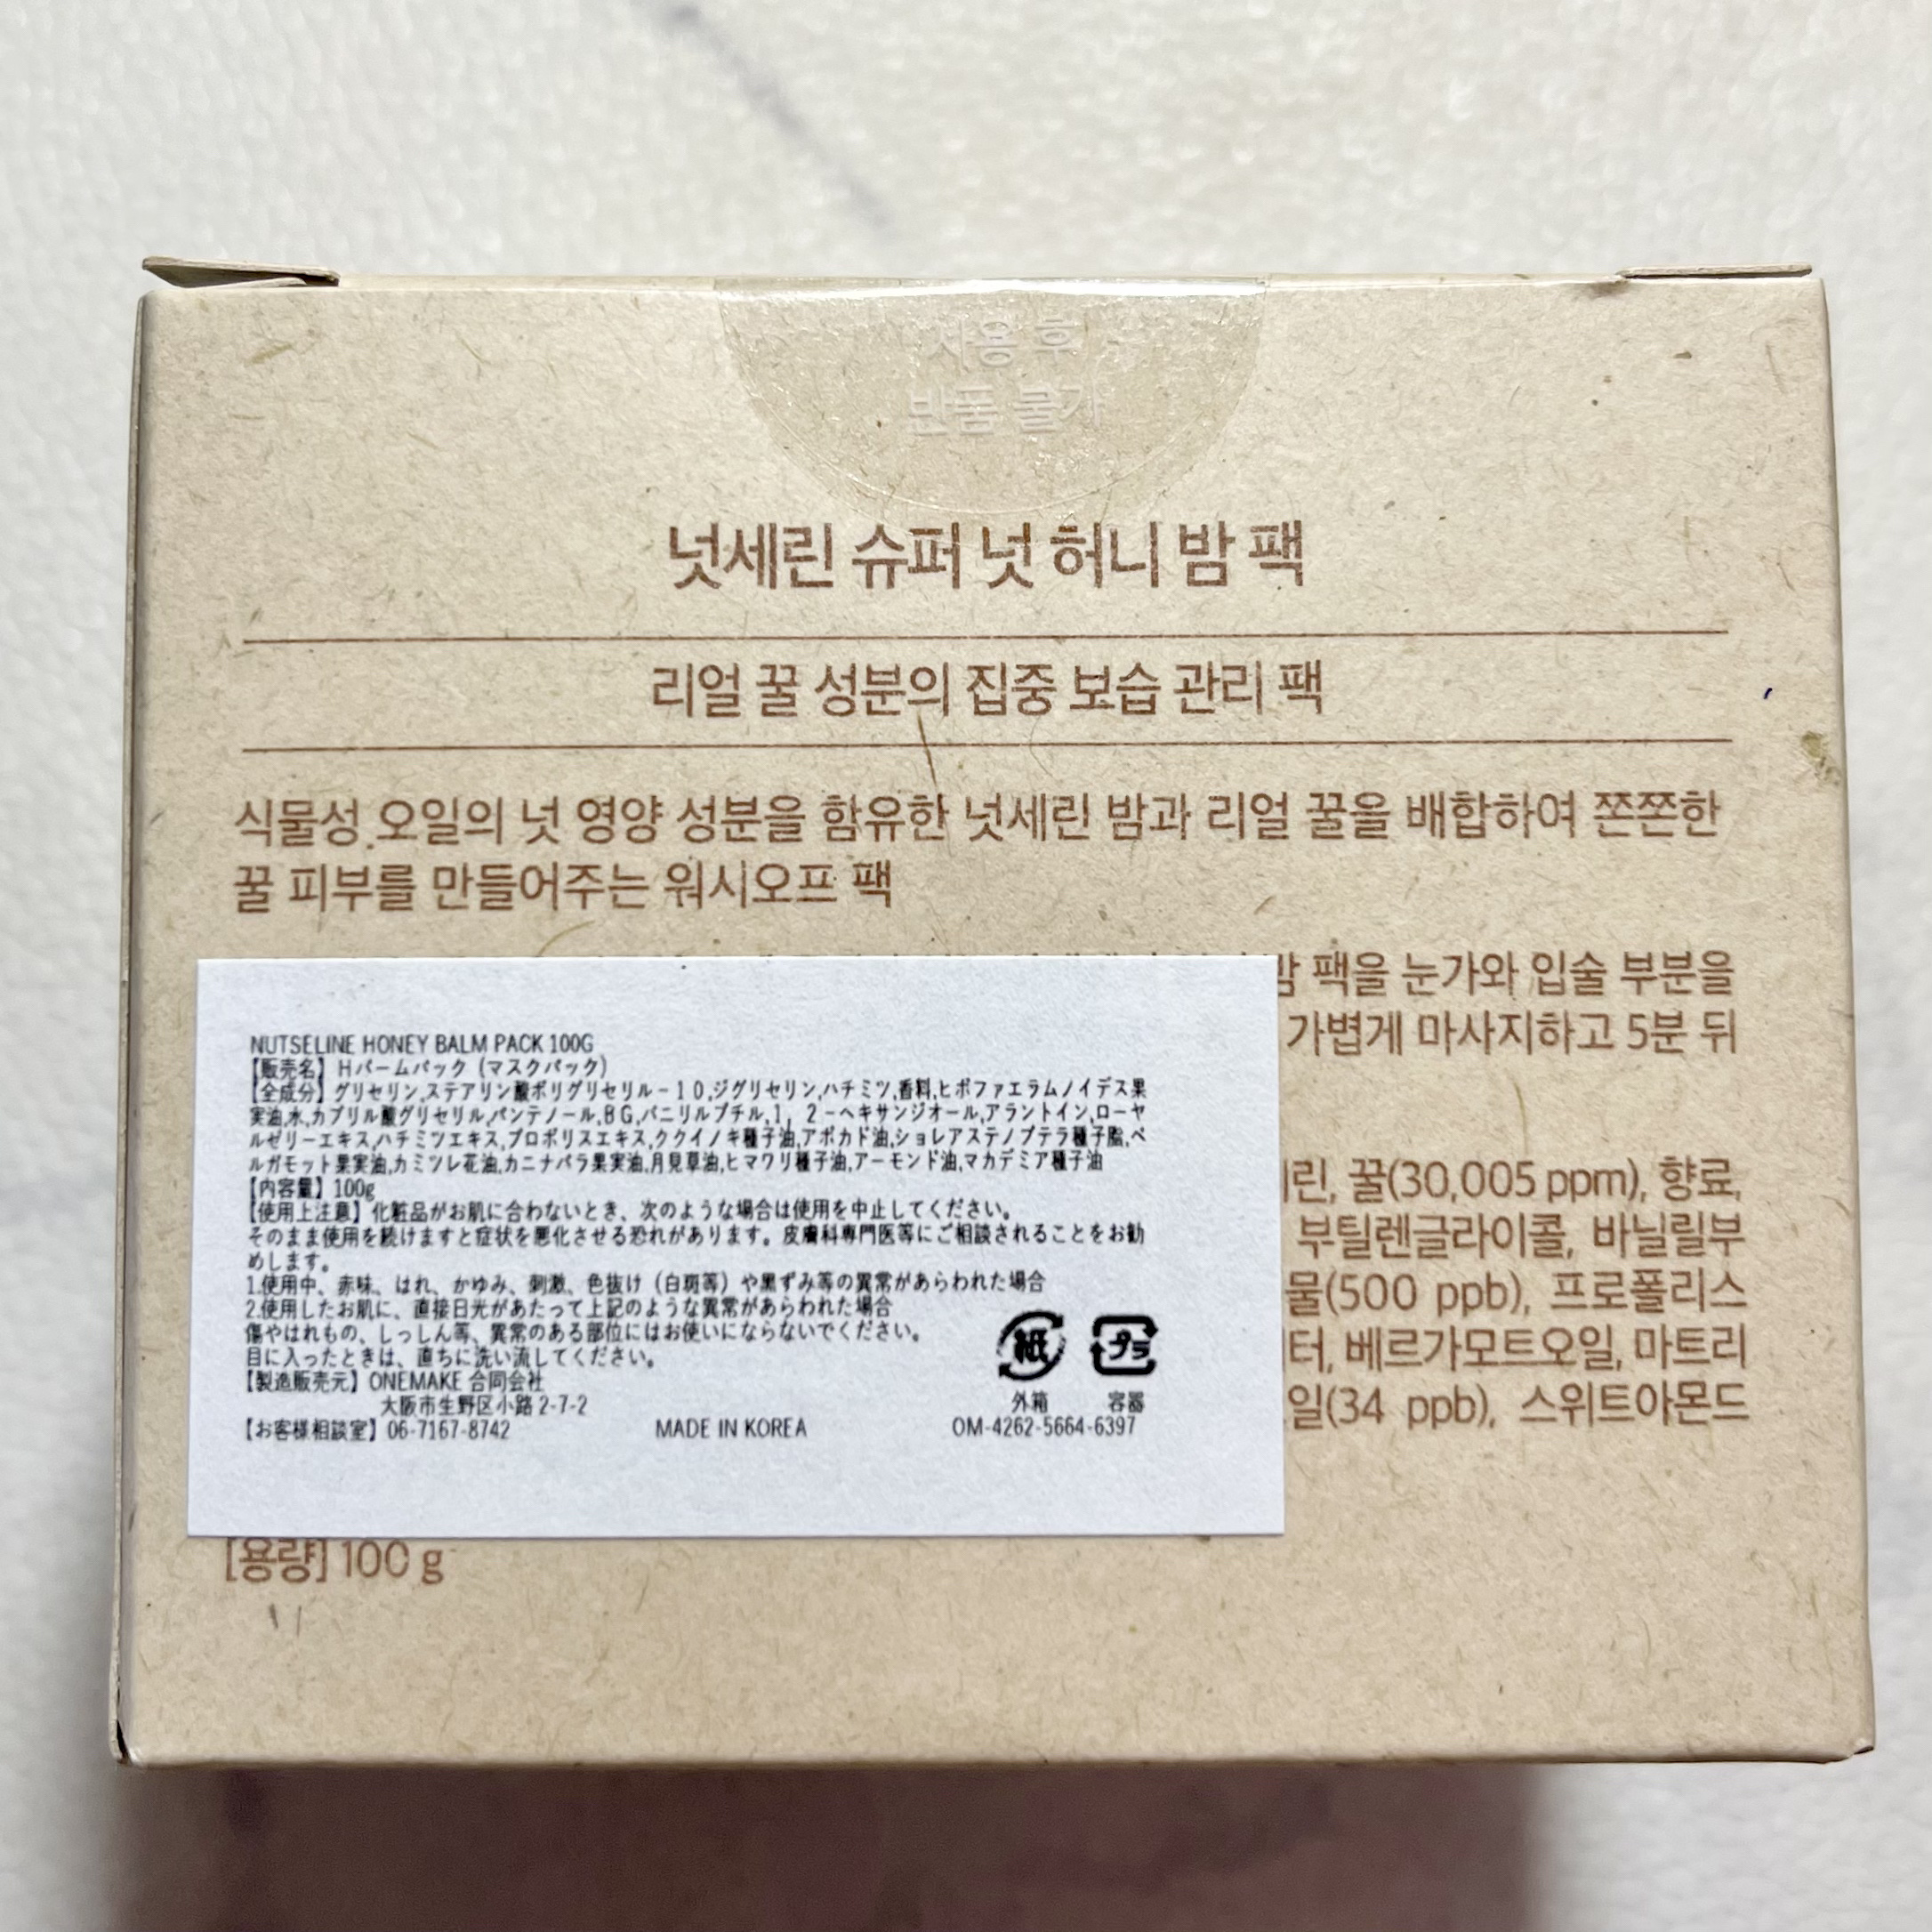 사용 후
반품 불가
넛세린 슈퍼 넛 허니 밤 팩
리얼 꿀 성분의 집중 보습 관리 팩
식물성 오일의 넛 영양 성분을 함유한 넛세린 밤과 리얼 꿀을 배합하여 쫀쫀한
꿀 피부를 만들어주는 워시오프 팩
밤 팩을 눈가와 입술 부분을
가볍게 마사지하고 5분 뒤
린, 꿀(30,005 ppm), 향료,
부틸렌글라이콜, 바닐릴부
물(500 ppb), 프로폴리스
터, 베르가모트오일, 마트리
일(34 ppb), 스위트아몬드
NUTSELINE HONEY BALM PACK 100G
【販売名】Hバームパック（マスクパック）
【全成分】グリセリン,ステアリン酸ポリグリセリル－１０,ジグリセリン,ハチミツ,香料,ヒポファエラムノイデス果
実油,水,カプリル酸グリセリル,パンテノール,ＢＧ,バニリルブチル,１，２－ヘキサンジオール,アラントイン,ローヤ
ルゼリーエキス,ハチミツエキス,プロポリスエキス,ククイノキ種子油,アボカド油,ショレアステノプテラ種子脂,ベ
ルガモット果実油,カミツレ花油,カニナバラ果実油,月見草油,ヒマワリ種子油,アーモンド油,マカデミア種子油
【内容量】100g
【使用上注意】化粧品がお肌に合わないとき、次のような場合は使用を中止してください。
そのまま使用を続けますと症状を悪化させる恐れがあります。皮膚科専門医等にご相談されることをお勧
めします。
1.使用中、赤味、はれ、かゆみ、刺激、色抜け（白斑等）や黒ずみ等の異常があらわれた場合
2.使用したお肌に、直接日光があたって上記のような異常があらわれた場合
傷やはれもの、しっしん等、異常のある部位にはお使いにならないでください。
目に入ったときは、直ちに洗い流してください。
紙 プラ
外箱 容器
【製造販売元】ONEMAKE 合同会社
大阪市生野区小路 2-7-2
【お客様相談室】06-7167-8742 MADE IN KOREA OM-4262-5664-6397
[용량] 100 g